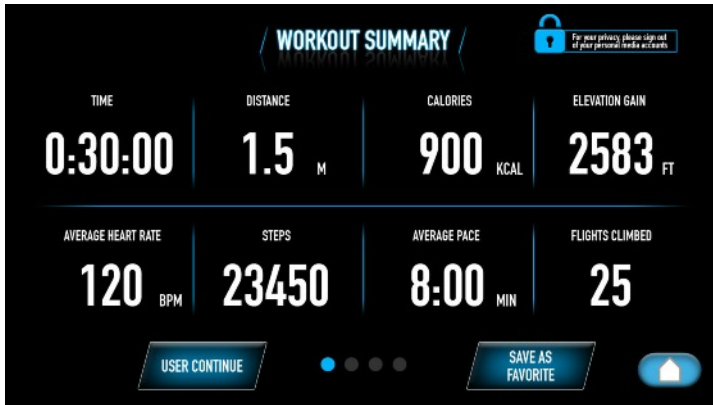 WORKOUT SUMMARY
For your privacy, please sign out
of your personal media accounts
TIME
0:30:00
DISTANCE
1.5 M
CALORIES
900 KCAL
ELEVATION GAIN
2583 FT
AVERAGE HEART RATE
120 BPM
STEPS
23450
AVERAGE PACE
8:00 MIN
FLIGHTS CLIMBED
25
USER CONTINUE
SAVE AS
FAVORITE